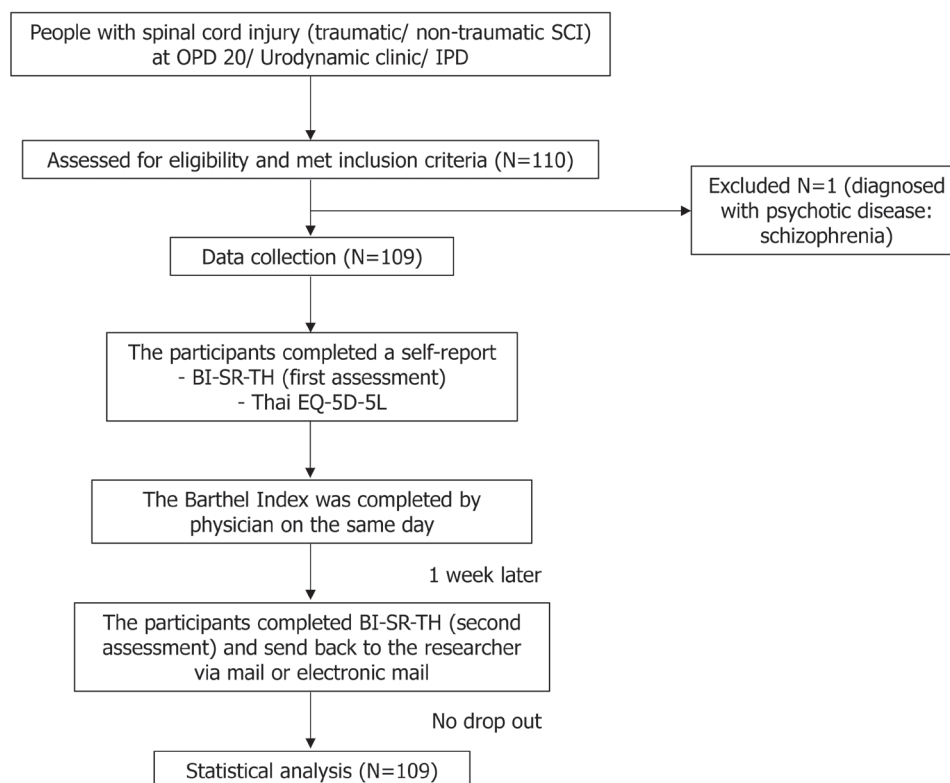 People with spinal cord injury (traumatic/ non-traumatic SCI)
at OPD 20/ Urodynamic clinic/ IPD
Assessed for eligibility and met inclusion criteria (N=110)
Excluded N=1 (diagnosed
with psychotic disease:
schizophrenia)
Data collection (N=109)
The participants completed a self-report
- BI-SR-TH (first assessment)
- Thai EQ-5D-5L
The Barthel Index was completed by
physician on the same day
1 week later
The participants completed BI-SR-TH (second
assessment) and send back to the researcher
via mail or electronic mail
No drop out
Statistical analysis (N=109)